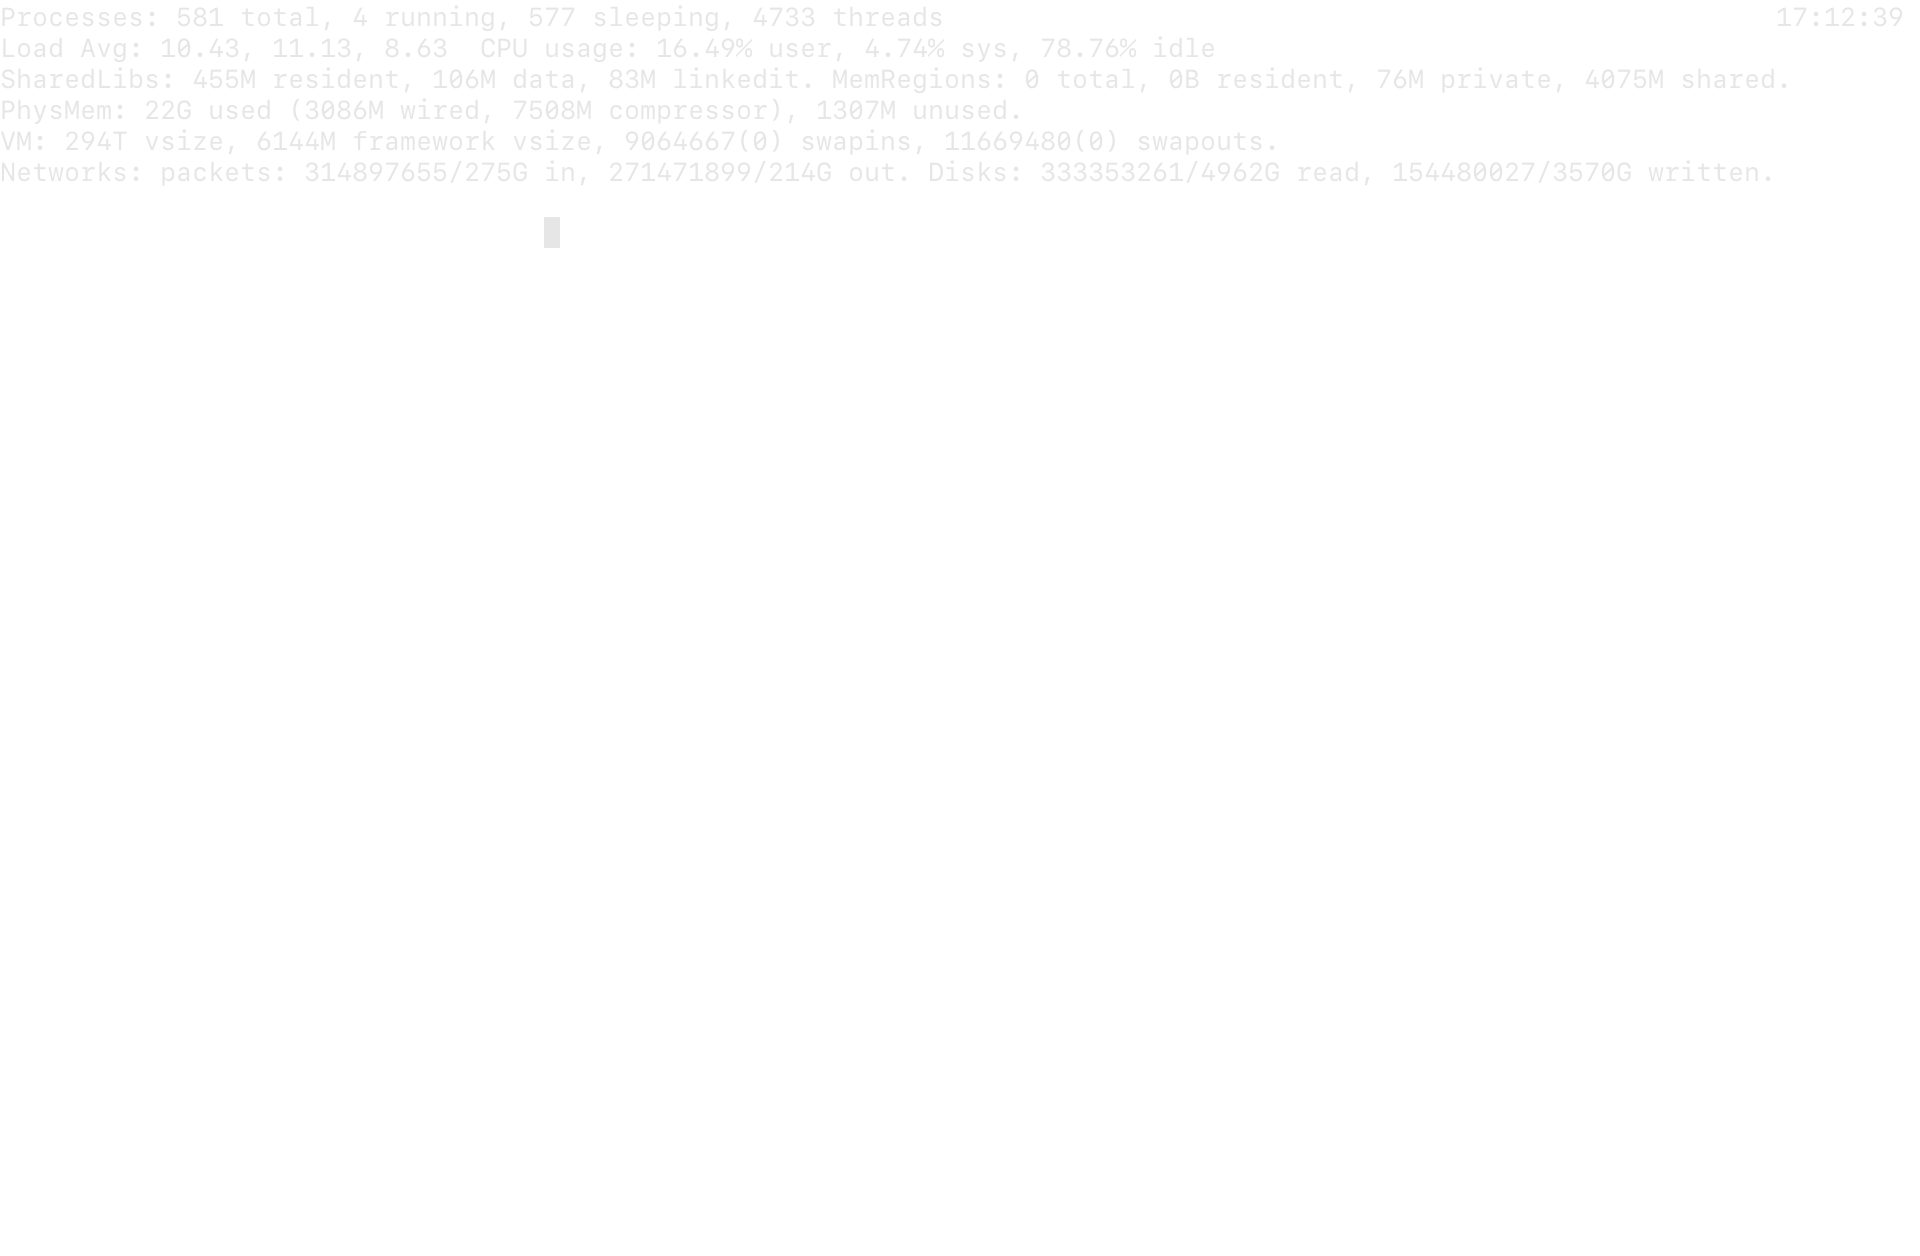 Processes: 581 total, 4 running, 577 sleeping, 4733 threads 17:12:39
Load Avg: 10.43, 11.13, 8.63  CPU usage: 16.49% user, 4.74% sys, 78.76% idle
SharedLibs: 455M resident, 106M data, 83M linkedit. MemRegions: 0 total, 0B resident, 76M private, 4075M shared.
PhysMem: 22G used (3086M wired, 7508M compressor), 1307M unused.
VM: 294T vsize, 6144M framework vsize, 9064667(0) swapins, 11669480(0) swapouts.
Networks: packets: 314897655/275G in, 271471899/214G out. Disks: 333353261/4962G read, 154480027/3570G written.